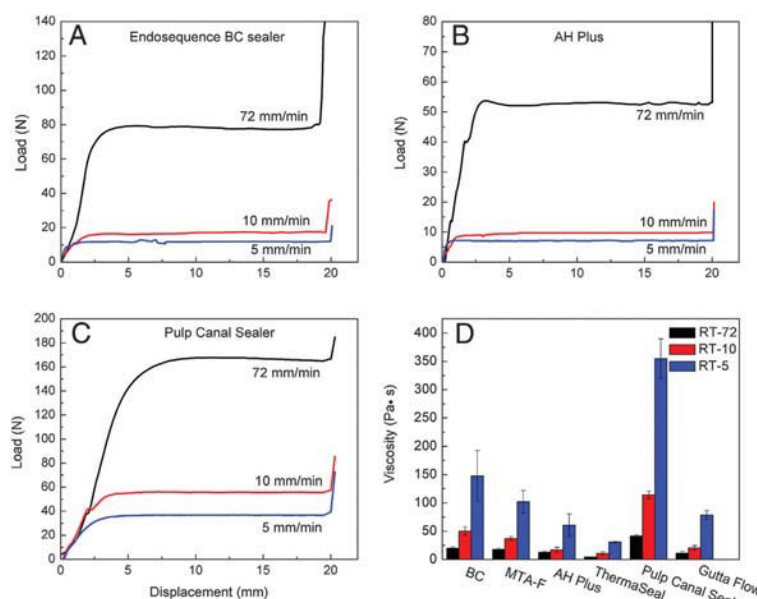 A
Endosequence BC sealer
140
120
100
80
60
40
20
0
Load (N)
72 mm/min
10 mm/min
5 mm/min
0
5
10
15
20
B
AH Plus
80
70
60
50
40
30
20
10
0
Load (N)
72 mm/min
10 mm/min
5 mm/min
0
5
10
15
20
C
Pulp Canal Sealer
200
180
160
140
120
100
80
60
40
20
0
Load (N)
72 mm/min
10 mm/min
5 mm/min
0
5
10
15
20
Displacement (mm)
D
RT-72
RT-10
RT-5
400
350
300
250
200
150
100
50
0
Viscosity (Pa• s)
BC
MTA-F
AH Plus
ThermaSeal
Pulp Canal
Gutta Flow